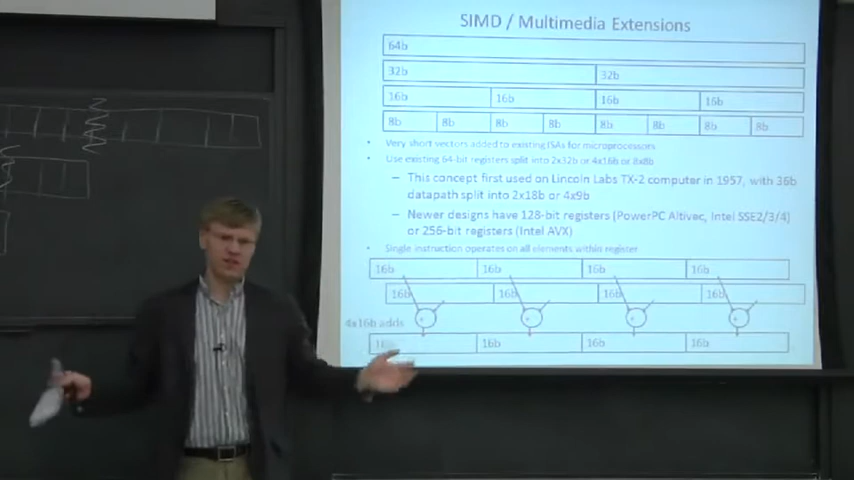 SIMD / Multimedia Extensions
64b
32b 32b
16b 16b 16b 16b
8b 8b 8b 8b 8b 8b 8b 8b
• Very short vectors added to existing ISAs for microprocessors
• Use existing 64-bit registers split into 2x32b or 4x16b or 8x8b
– This concept first used on Lincoln Labs TX-2 computer in 1957, with 36b
datapath split into 2x18b or 4x9b
– Newer designs have 128-bit registers (PowerPC Altivec, Intel SSE2/3/4)
or 256-bit registers (Intel AVX)
• Single instruction operates on all elements within register
16b 16b 16b 16b
16b 16b 16b 16b
+ + + +
4x16b adds
16b 16b 16b 16b